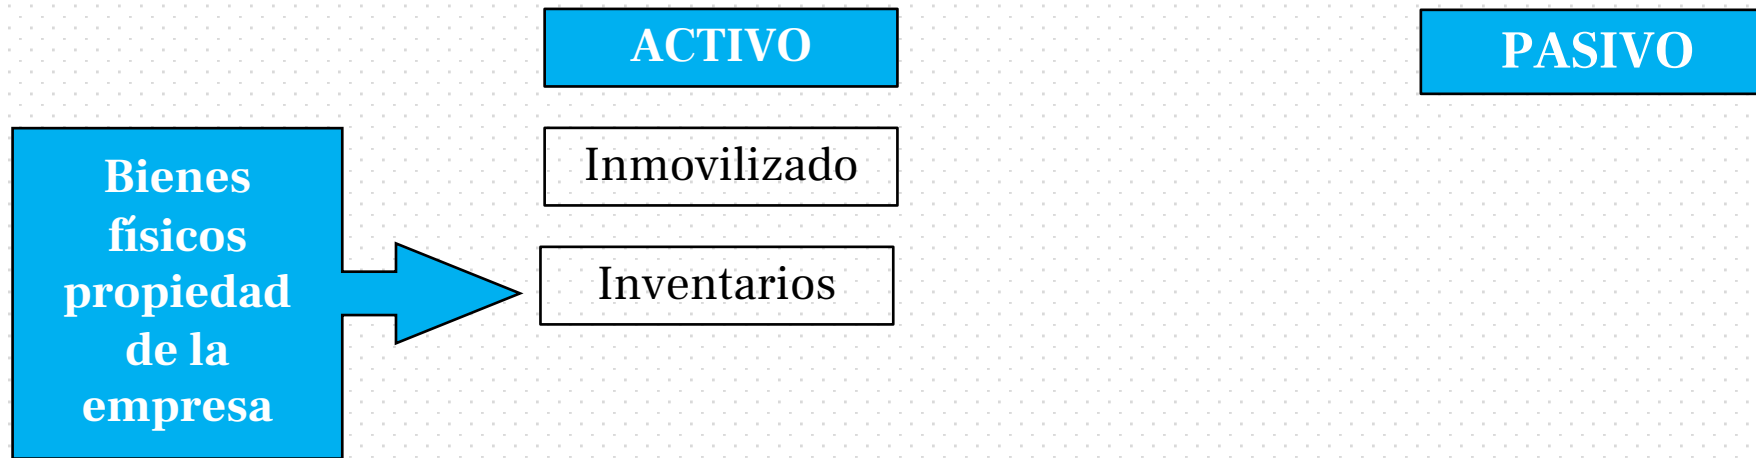 ACTIVO
PASIVO
Inmovilizado
Bienes
físicos
propiedad
de la
empresa
Inventarios